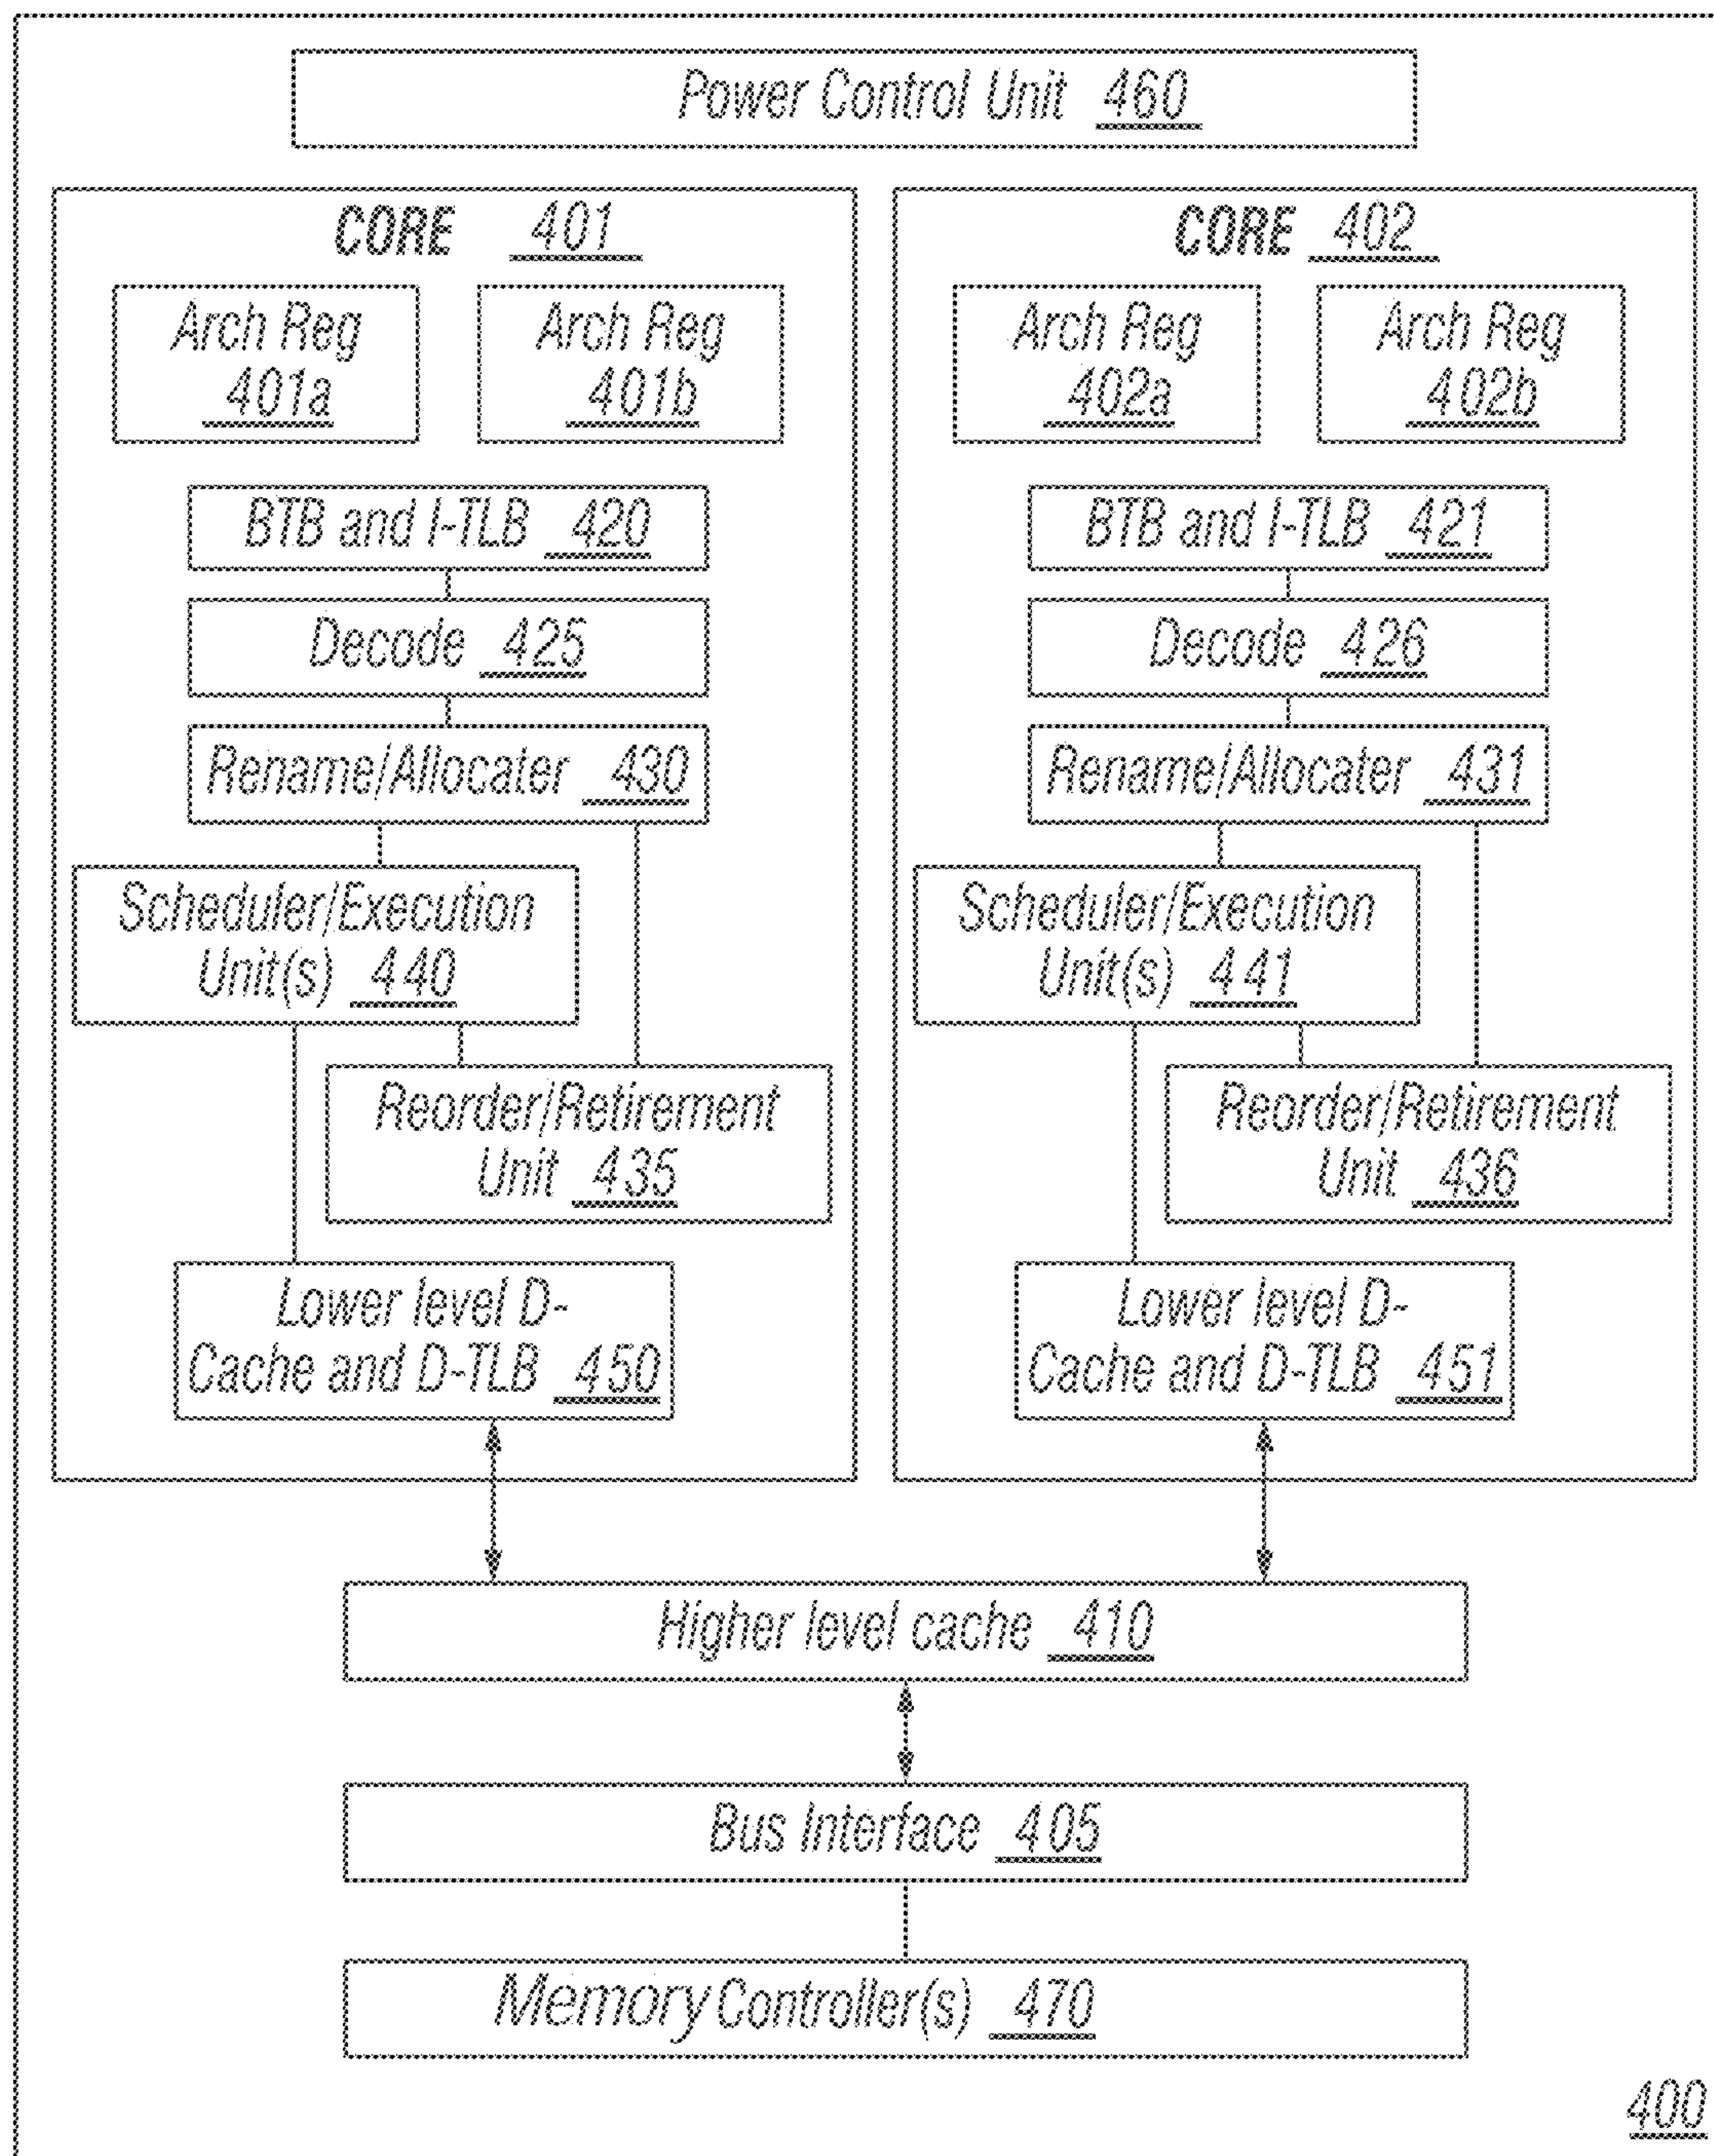 Power Control Unit 460
CORE 401
Arch Reg
401a
Arch Reg
401b
BTB and I-TLB 420
Decode 425
Rename/Allocater 430
Scheduler/Execution
Unit(s) 440
Reorder/Retirement
Unit 435
Lower level D-
Cache and D-TLB 450
CORE 402
Arch Reg
402a
Arch Reg
402b
BTB and I-TLB 421
Decode 426
Rename/Allocater 431
Scheduler/Execution
Unit(s) 441
Reorder/Retirement
Unit 436
Lower level D-
Cache and D-TLB 451
Higher level cache 410
Bus Interface 405
Memory Controller(s) 470
400